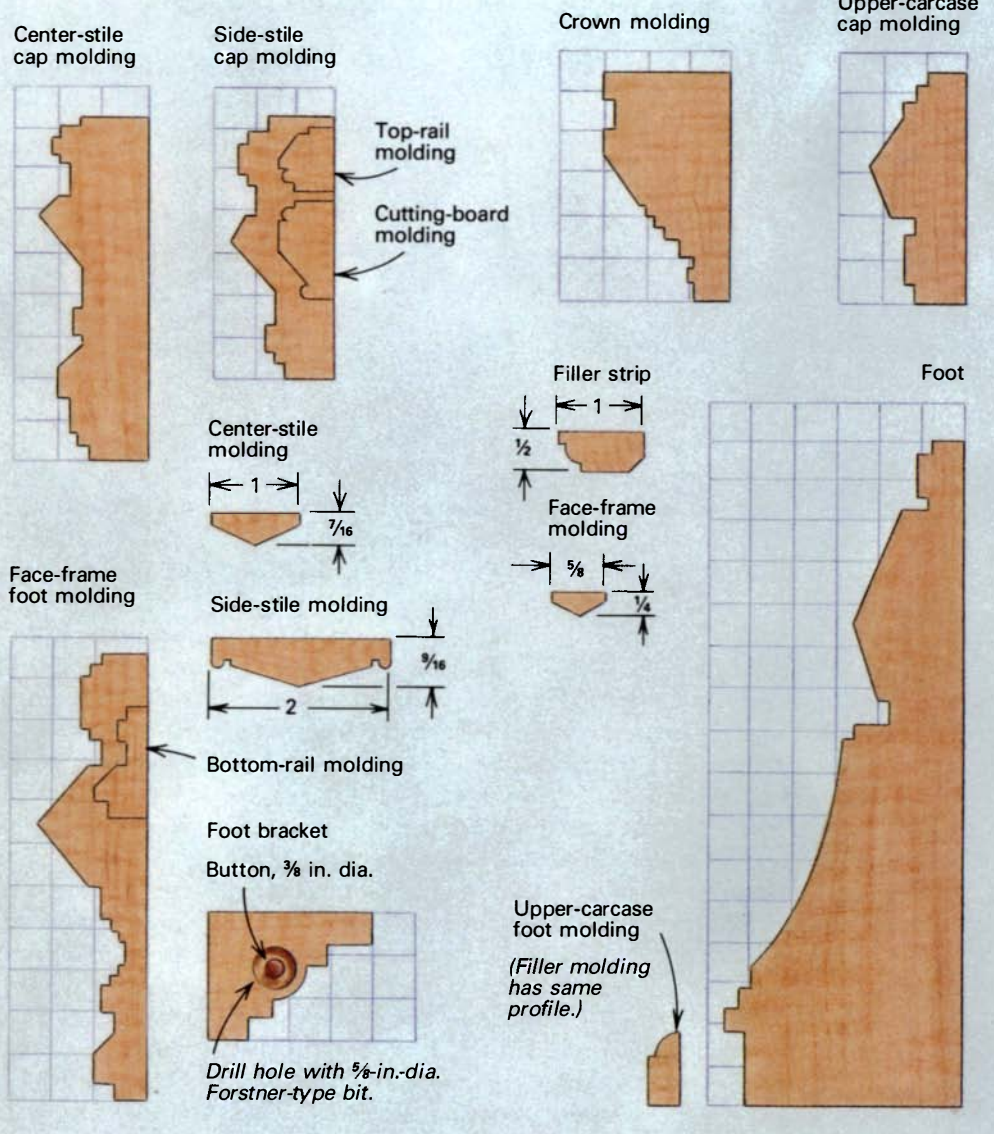 Center-stile
cap molding
Side-stile
cap molding
Top-rail
molding
Cutting-board
molding
Crown molding
Upper-carcase
cap molding
Center-stile
molding
1
7/16
Filler strip
1
1/2
Face-frame
molding
5/8
1/4
Foot
Face-frame
foot molding
Side-stile molding
9/16
2
Bottom-rail molding
Foot bracket
Button, 3/8 in. dia.
Drill hole with 5/8-in.-dia.
Forstner-type bit.
Upper-carcase
foot molding
(Filler molding
has same
profile.)